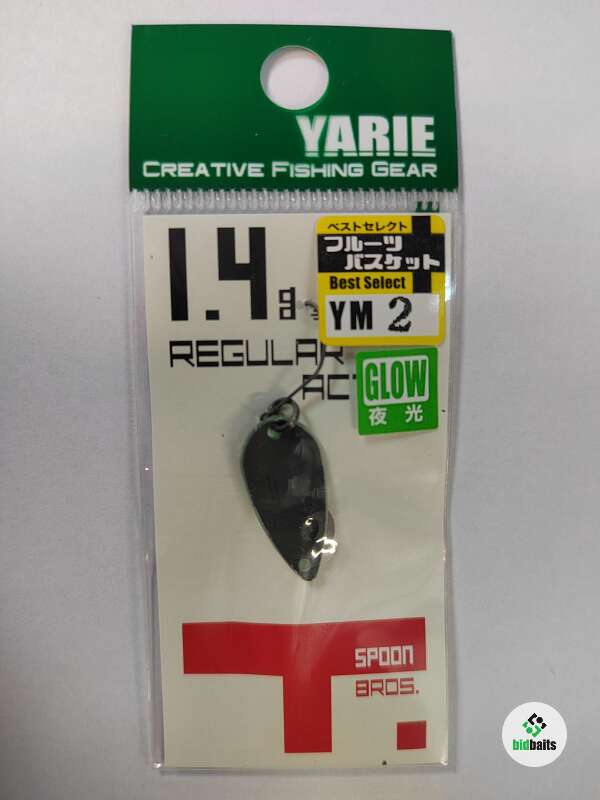 YARIE
CREATIVE FISHING GEAR
1.4g
ベストセレクト
フルーツ
バスケット
Best Select
YM 2
REGULAR
GLOW
夜光
T.
SPOON
BROS.
bidbaits